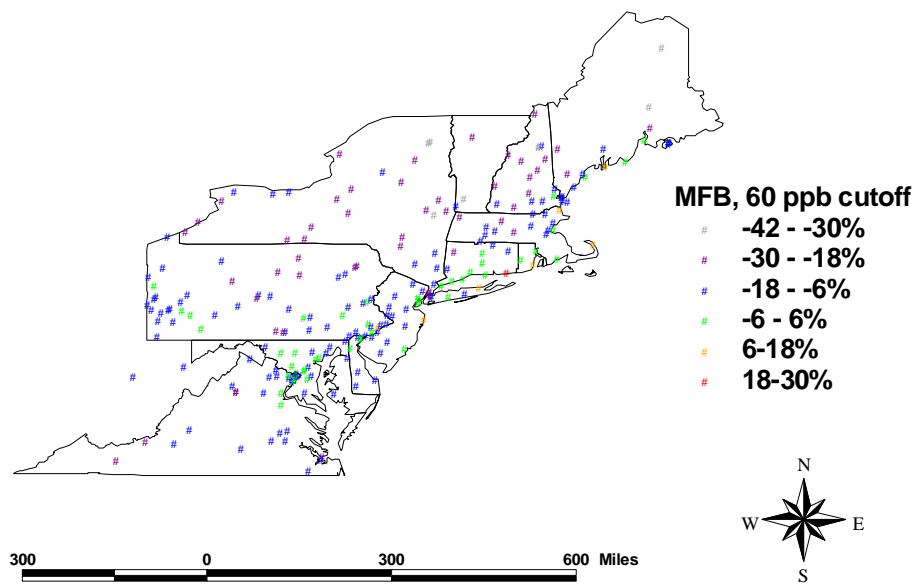 MFB, 60 ppb cutoff
# -42 - -30%
# -30 - -18%
# -18 - -6%
# -6 - 6%
# 6-18%
# 18-30%
N
W E
S
300 0 300 600 Miles